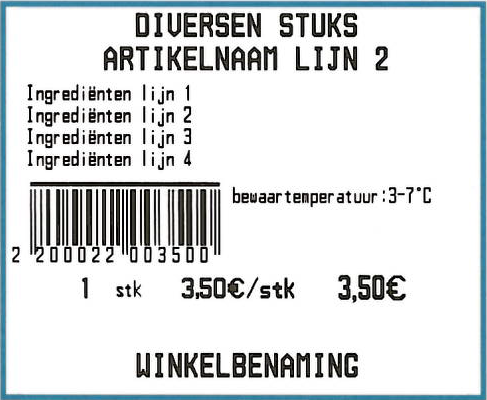 DIVERSEN STUKS
ARTIKELNAAM LIJN 2
Ingrediënten lijn 1
Ingrediënten lijn 2
Ingrediënten lijn 3
Ingrediënten lijn 4
bewaartemperatuur:3-7°C
2 200022 003500
1 stk 3,50€/stk 3,50€
WINKELBENAMING